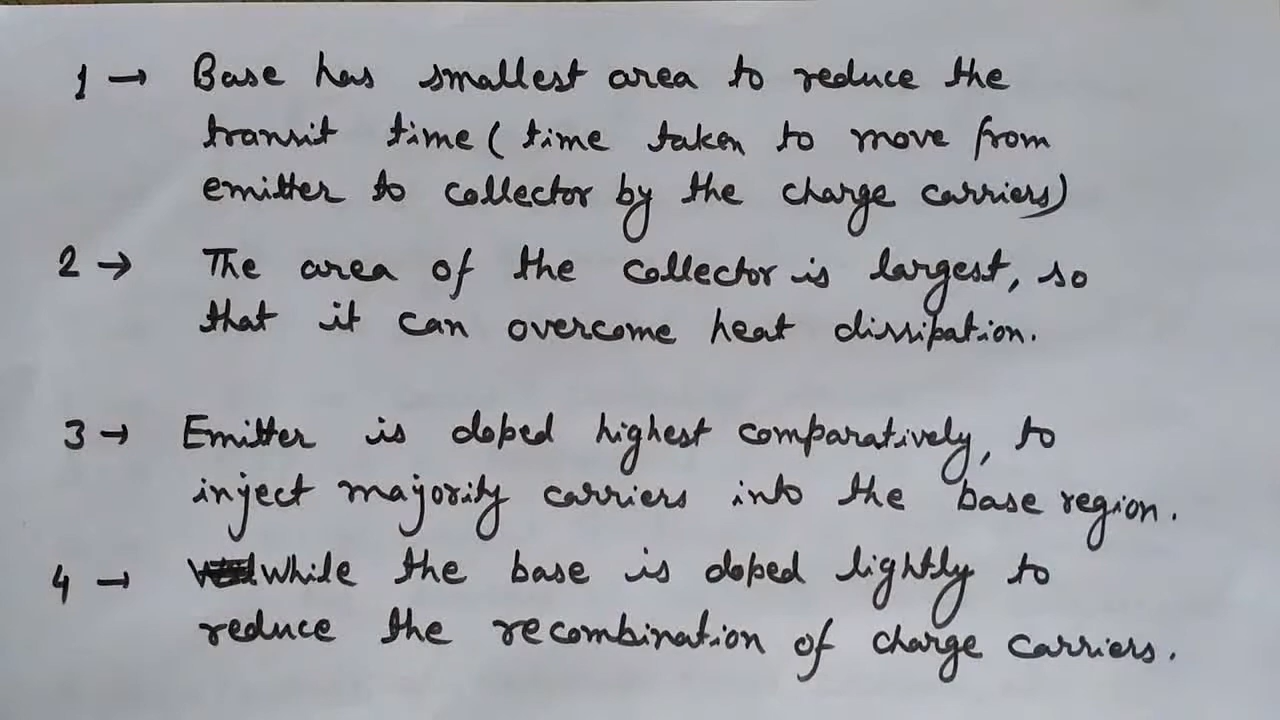 1 → Base has smallest area to reduce the
transit time ( time taken to move from
emitter to collector by the charge carriers)
2 → The area of the collector is largest, so
that it can overcome heat dissipation.
3 → Emitter is doped highest comparatively, to
inject majority carriers into the base region.
4 → While the base is doped lightly to
reduce the recombination of charge carriers.